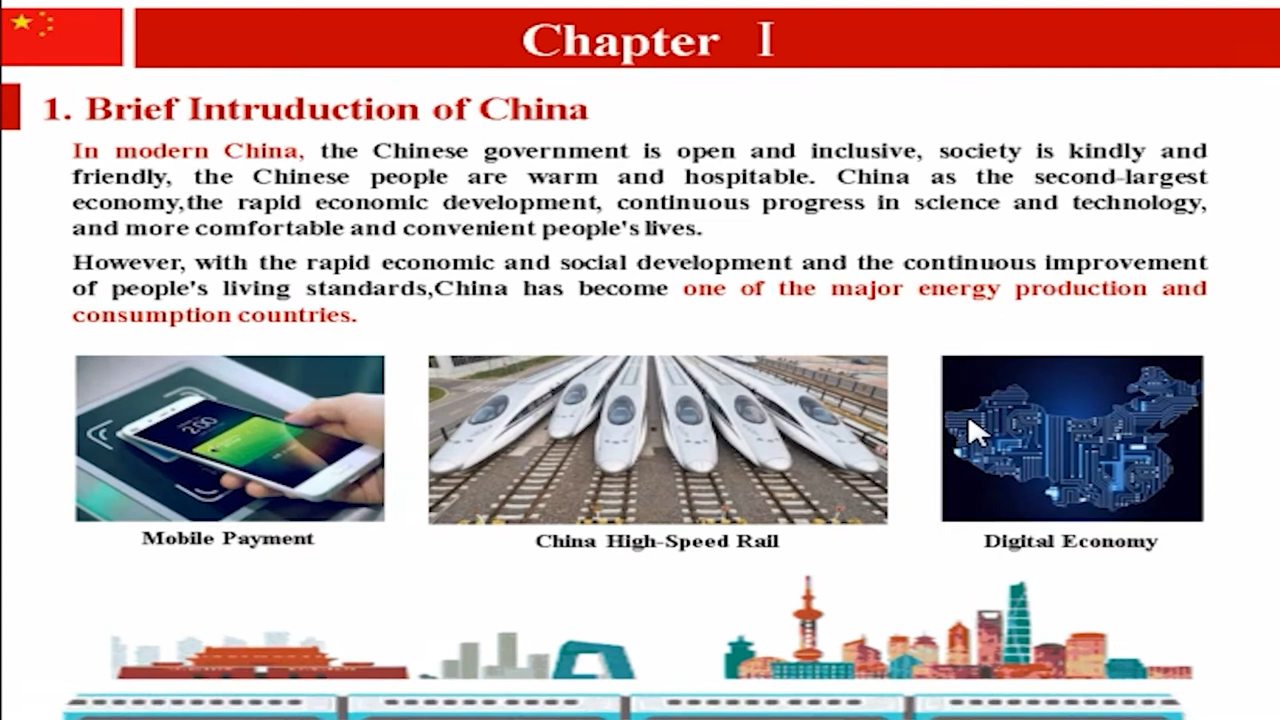 Chapter Ⅰ
1. Brief Intruduction of China
In modern China, the Chinese government is open and inclusive, society is kindly and
friendly, the Chinese people are warm and hospitable. China as the second-largest
economy,the rapid economic development, continuous progress in science and technology,
and more comfortable and convenient people's lives.
However, with the rapid economic and social development and the continuous improvement
of people's living standards,China has become one of the major energy production and
consumption countries.
2:00
Mobile Payment
China High-Speed Rail
Digital Economy